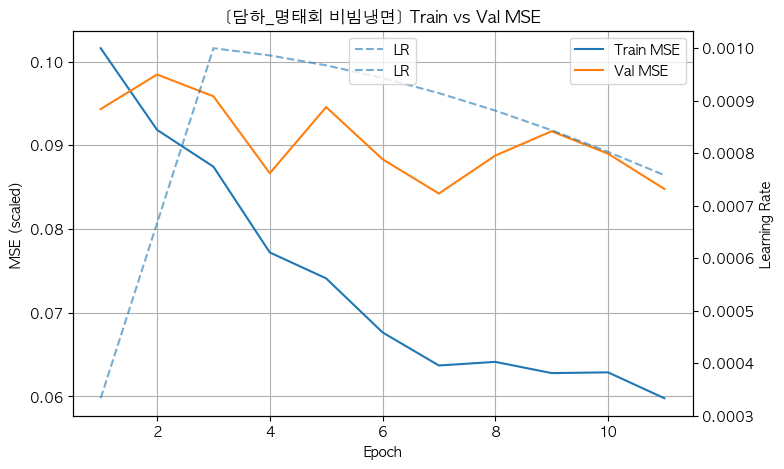 [담하_명태회 비빔냉면] Train vs Val MSE
LR
LR
Train MSE
Val MSE
MSE (scaled)
0.10
0.09
0.08
0.07
0.06
0.0010
0.0009
0.0008
0.0007
0.0006
0.0005
0.0004
0.0003
Learning Rate
2 4 6 8 10
Epoch